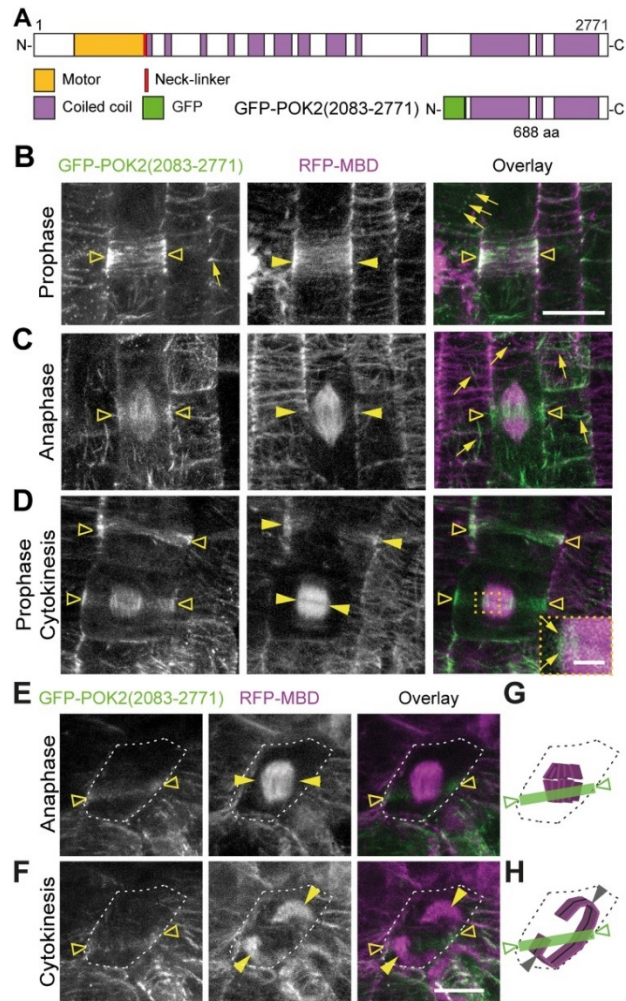 A
1 2771
N- -C
Motor Neck-linker
Coiled coil GFP GFP-POK2(2083-2771) N- -C
688 aa
B GFP-POK2(2083-2771) RFP-MBD Overlay
Prophase
C
Anaphase
D
Prophase
Cytokinesis
E GFP-POK2(2083-2771) RFP-MBD Overlay G
Anaphase
F H
Cytokinesis